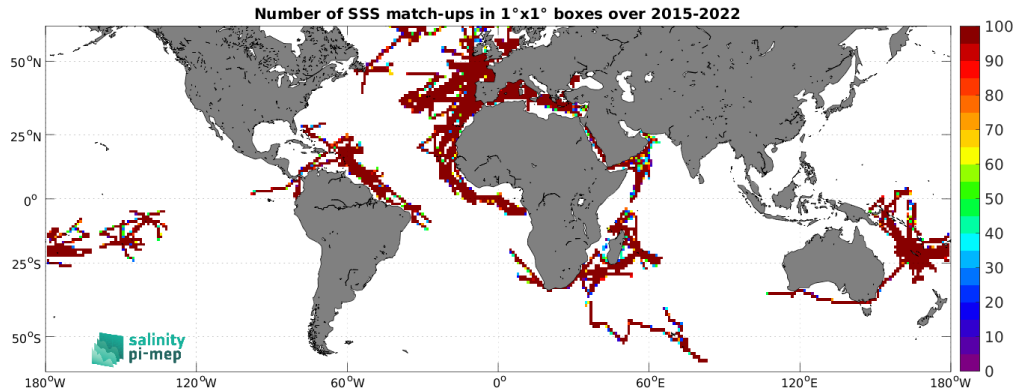 Number of SSS match-ups in 1°x1° boxes over 2015-2022
50°N
25°N
0°
25°S
50°S
180°W 120°W 60°W 0° 60°E 120°E 180°W
100
90
80
70
60
50
40
30
20
10
0
salinity
pi-mep